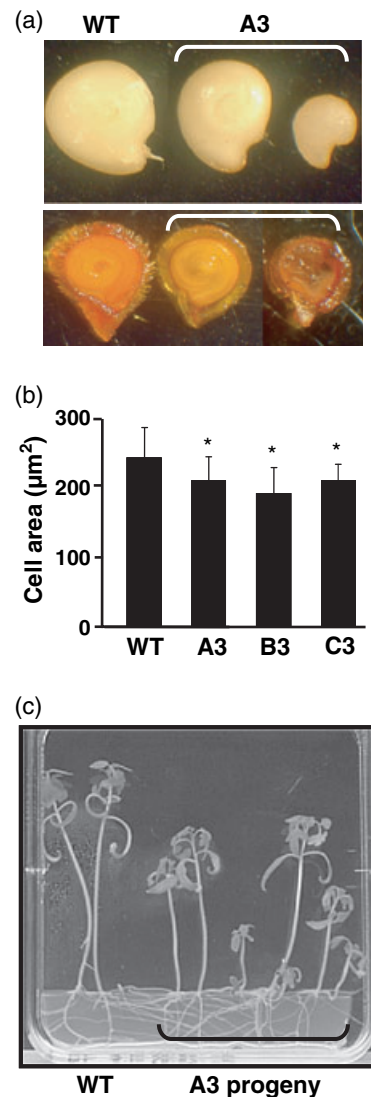 (a)
WT A3
(b)
Cell area (µm²)
300
200
100
0
* * *
WT A3 B3 C3
(c)
WT A3 progeny